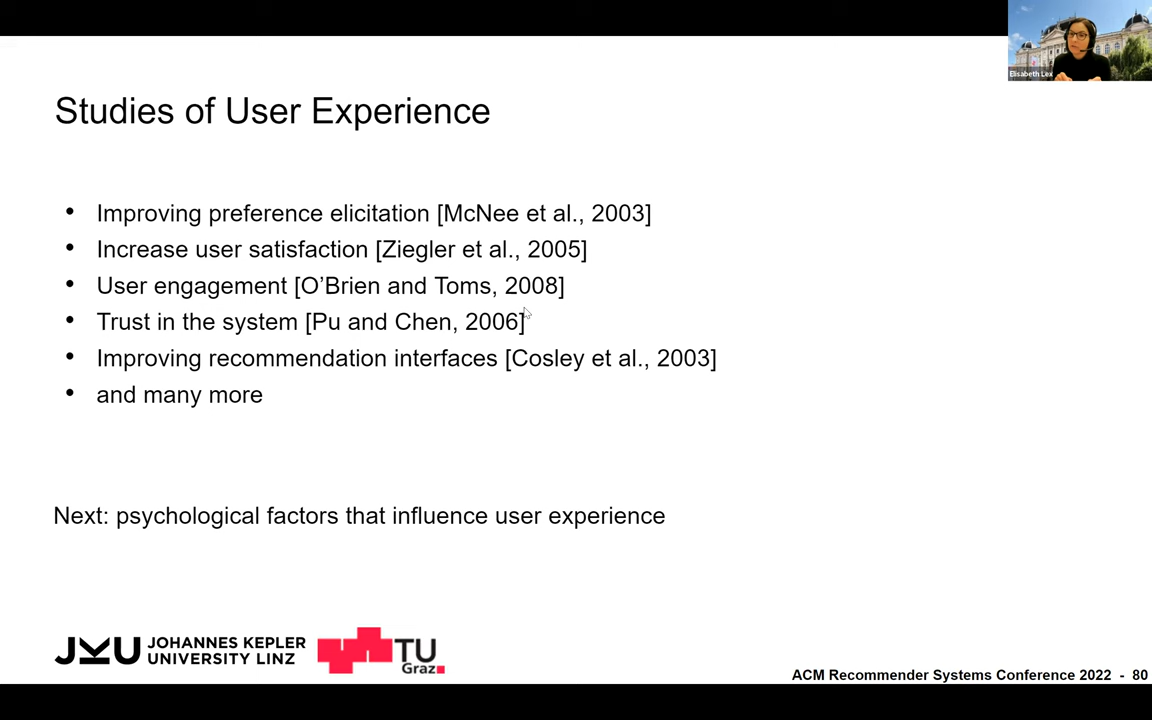 Elisabeth Lex
Studies of User Experience
• Improving preference elicitation [McNee et al., 2003]
• Increase user satisfaction [Ziegler et al., 2005]
• User engagement [O’Brien and Toms, 2008]
• Trust in the system [Pu and Chen, 2006]
• Improving recommendation interfaces [Cosley et al., 2003]
• and many more
Next: psychological factors that influence user experience
JKU JOHANNES KEPLER
UNIVERSITY LINZ
TU
Graz
ACM Recommender Systems Conference 2022 - 80